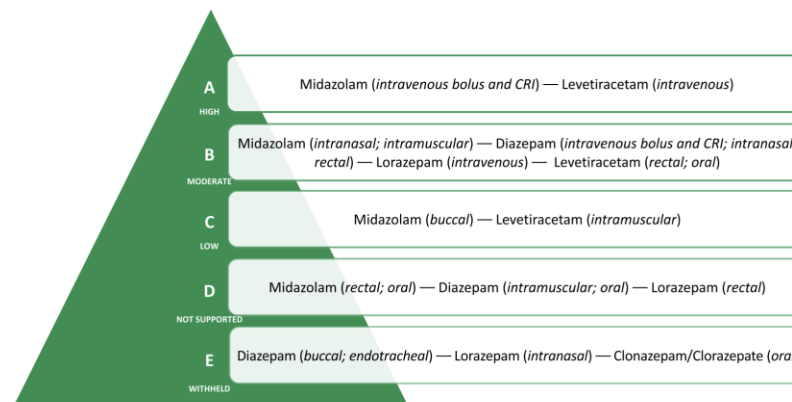 A
HIGH
Midazolam (intravenous bolus and CRI) — Levetiracetam (intravenous)
B
MODERATE
Midazolam (intranasal; intramuscular) — Diazepam (intravenous bolus and CRI; intranasal
rectal) — Lorazepam (intravenous) — Levetiracetam (rectal; oral)
C
LOW
Midazolam (buccal) — Levetiracetam (intramuscular)
D
NOT SUPPORTED
Midazolam (rectal; oral) — Diazepam (intramuscular; oral) — Lorazepam (rectal)
E
WITHHELD
Diazepam (buccal; endotracheal) — Lorazepam (intranasal) — Clonazepam/Clorazepate (ora